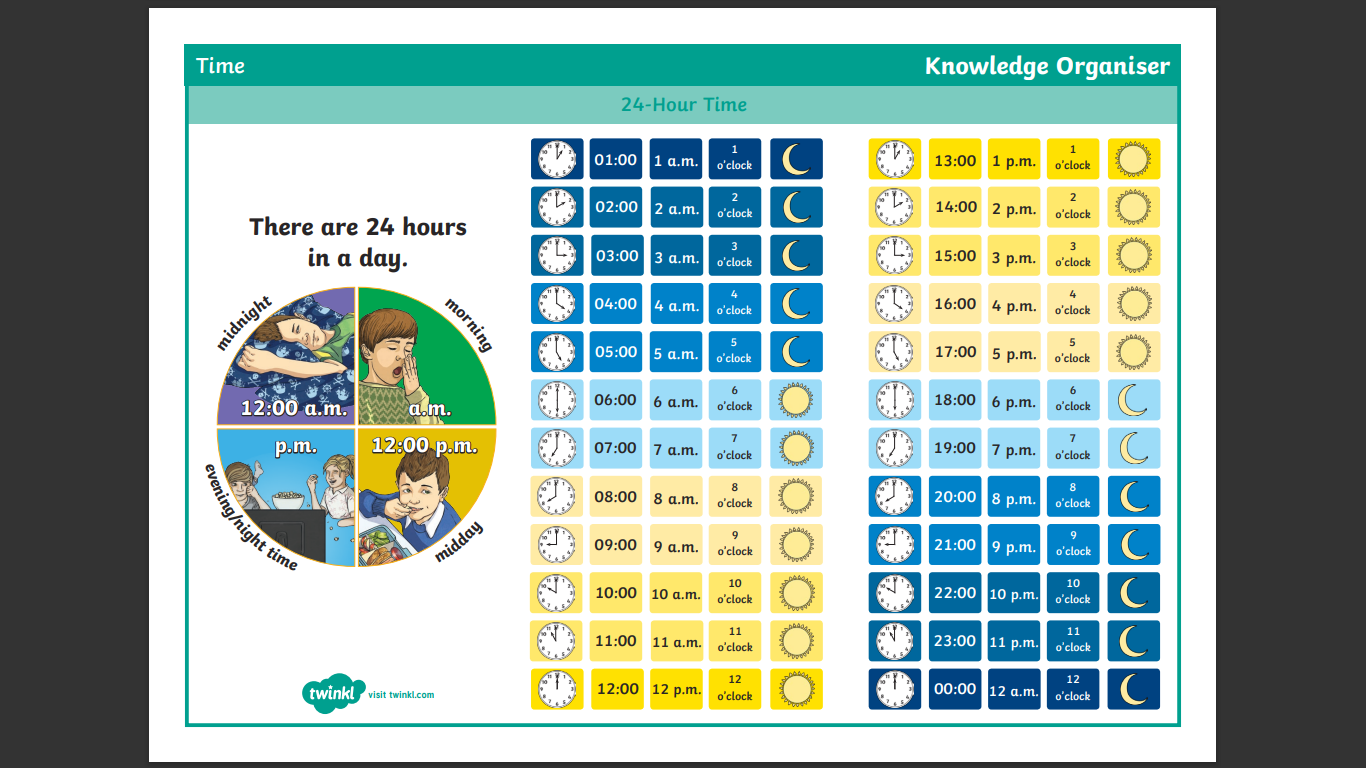 Time
Knowledge Organiser
24-Hour Time
There are 24 hours
in a day.
midnight
morning
12:00 a.m.
a.m.
p.m.
12:00 p.m.
evening/night time
midday
twinkl
visit twinkl.com
01:00 1 a.m. 1 o'clock
02:00 2 a.m. 2 o'clock
03:00 3 a.m. 3 o'clock
04:00 4 a.m. 4 o'clock
05:00 5 a.m. 5 o'clock
06:00 6 a.m. 6 o'clock
07:00 7 a.m. 7 o'clock
08:00 8 a.m. 8 o'clock
09:00 9 a.m. 9 o'clock
10:00 10 a.m. 10 o'clock
11:00 11 a.m. 11 o'clock
12:00 12 p.m. 12 o'clock
13:00 1 p.m. 1 o'clock
14:00 2 p.m. 2 o'clock
15:00 3 p.m. 3 o'clock
16:00 4 p.m. 4 o'clock
17:00 5 p.m. 5 o'clock
18:00 6 p.m. 6 o'clock
19:00 7 p.m. 7 o'clock
20:00 8 p.m. 8 o'clock
21:00 9 p.m. 9 o'clock
22:00 10 p.m. 10 o'clock
23:00 11 p.m. 11 o'clock
00:00 12 a.m. 12 o'clock